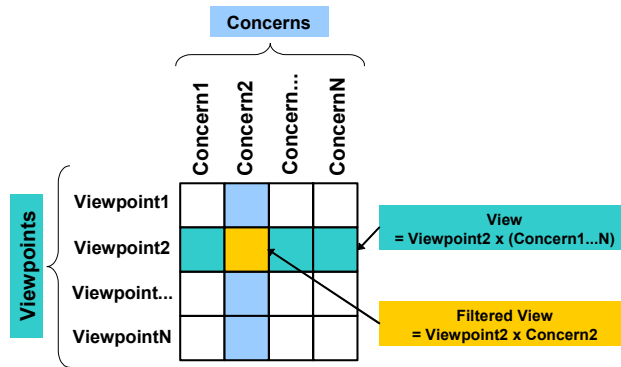 Concerns
Concern1
Concern2
Concern...
ConcernN
Viewpoints
Viewpoint1
Viewpoint2
Viewpoint...
ViewpointN
View
= Viewpoint2 x (Concern1...N)
Filtered View
= Viewpoint2 x Concern2